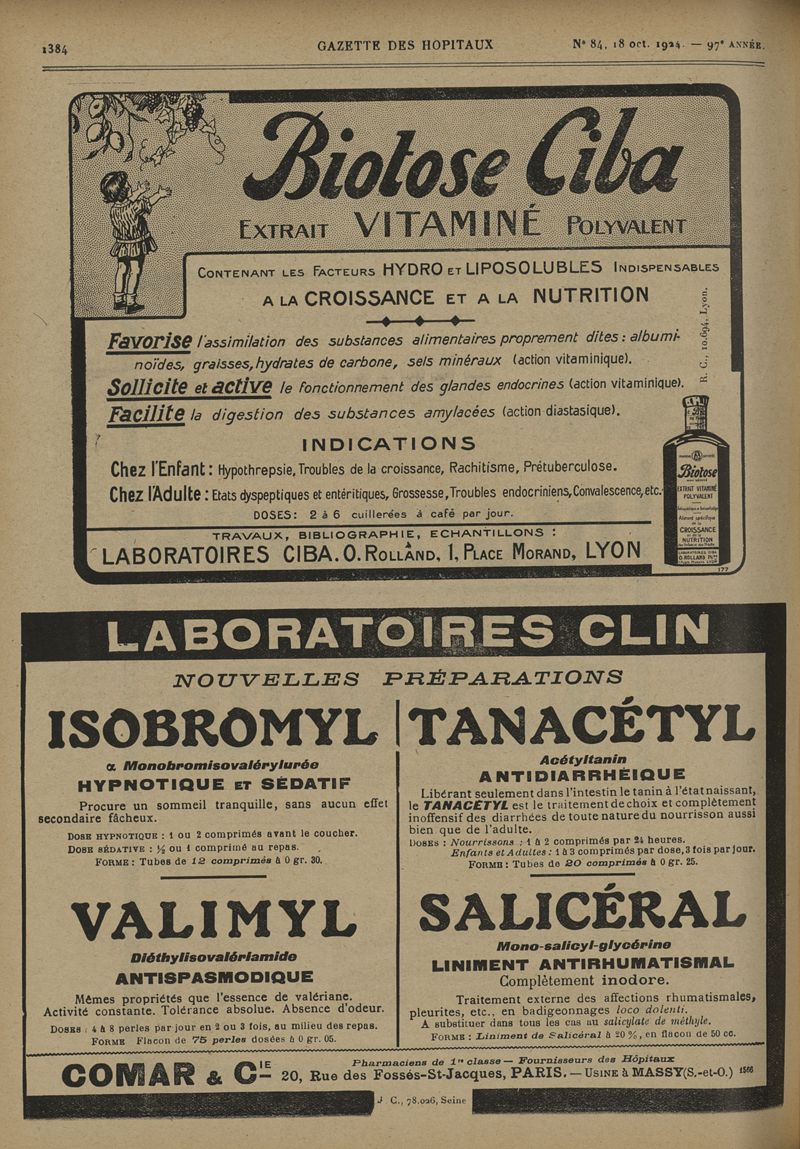 1384
GAZETTE DES HOPITAUX
N° 84, 18 oct. 1924. — 97e ANNÉE.
Biotose Ciba
EXTRAIT VITAMINÉ POLYVALENT
CONTENANT LES FACTEURS HYDRO ET LIPOSOLUBLES INDISPENSABLES
A LA CROISSANCE ET A LA NUTRITION
Favorise l'assimilation des substances alimentaires proprement dites : albumi-
noïdes, graisses, hydrates de carbone, sels minéraux (action vitaminique).
Sollicite et active le fonctionnement des glandes endocrines (action vitaminique).
Facilite la digestion des substances amylacées (action diastasique).
R. C., 10.694, Lyon.
INDICATIONS
Chez l'Enfant : Hypothrepsie, Troubles de la croissance, Rachitisme, Prétuberculose.
Chez l'Adulte : Etats dyspeptiques et entéritiques, Grossesse, Troubles endocriniens, Convalescence, etc.
DOSES : 2 à 6 cuillerées à café par jour.
TRAVAUX, BIBLIOGRAPHIE, ECHANTILLONS :
LABORATOIRES CIBA. O. ROLLAND, 1, PLACE MORAND, LYON
Biotose
EXTRAIT VITAMINÉ
POLYVALENT
CROISSANCE
NUTRITION
LABORATOIRES CIBA
O. ROLLAND
177
LABORATOIRES CLIN
NOUVELLES PRÉPARATIONS
ISOBROMYL
α Monobromisovalérylurée
HYPNOTIQUE ET SÉDATIF
Procure un sommeil tranquille, sans aucun effet
secondaire fâcheux.
DOSE HYPNOTIQUE : 1 ou 2 comprimés avant le coucher.
DOSE SÉDATIVE : ½ ou 1 comprimé au repas.
FORME : Tubes de 12 comprimés à 0 gr. 30.
TANACÉTYL
Acétyltanin
ANTIDIARRHÉIQUE
Libérant seulement dans l'intestin le tanin à l'état naissant,
le TANACÉTYL est le traitement de choix et complètement
inoffensif des diarrhées de toute nature du nourrisson aussi
bien que de l'adulte.
DOSES : Nourrissons : 1 à 2 comprimés par 24 heures.
Enfants et Adultes : 1 à 3 comprimés par dose, 3 fois par jour.
FORME : Tubes de 20 comprimés à 0 gr. 25.
VALIMYL
Diéthylisovalériamide
ANTISPASMODIQUE
Mêmes propriétés que l'essence de valériane.
Activité constante. Tolérance absolue. Absence d'odeur.
DOSES : 4 à 8 perles par jour en 2 ou 3 fois, au milieu des repas.
FORME Flacon de 75 perles dosées à 0 gr. 05.
SALICÉRAL
Mono-salicyl-glycérine
LINIMENT ANTIRHUMATISMAL
Complètement inodore.
Traitement externe des affections rhumatismales,
pleurites, etc., en badigeonnages loco dolenti.
A substituer dans tous les cas au salicylate de méthyle.
FORME : Liniment de Salicéral à 20 %, en flacon de 50 cc.
COMAR & CIE
Pharmaciens de 1re classe — Fournisseurs des Hôpitaux
20, Rue des Fossés-St-Jacques, PARIS. — USINE à MASSY (S.-et-O.) 1566
C., 78.026, Seine